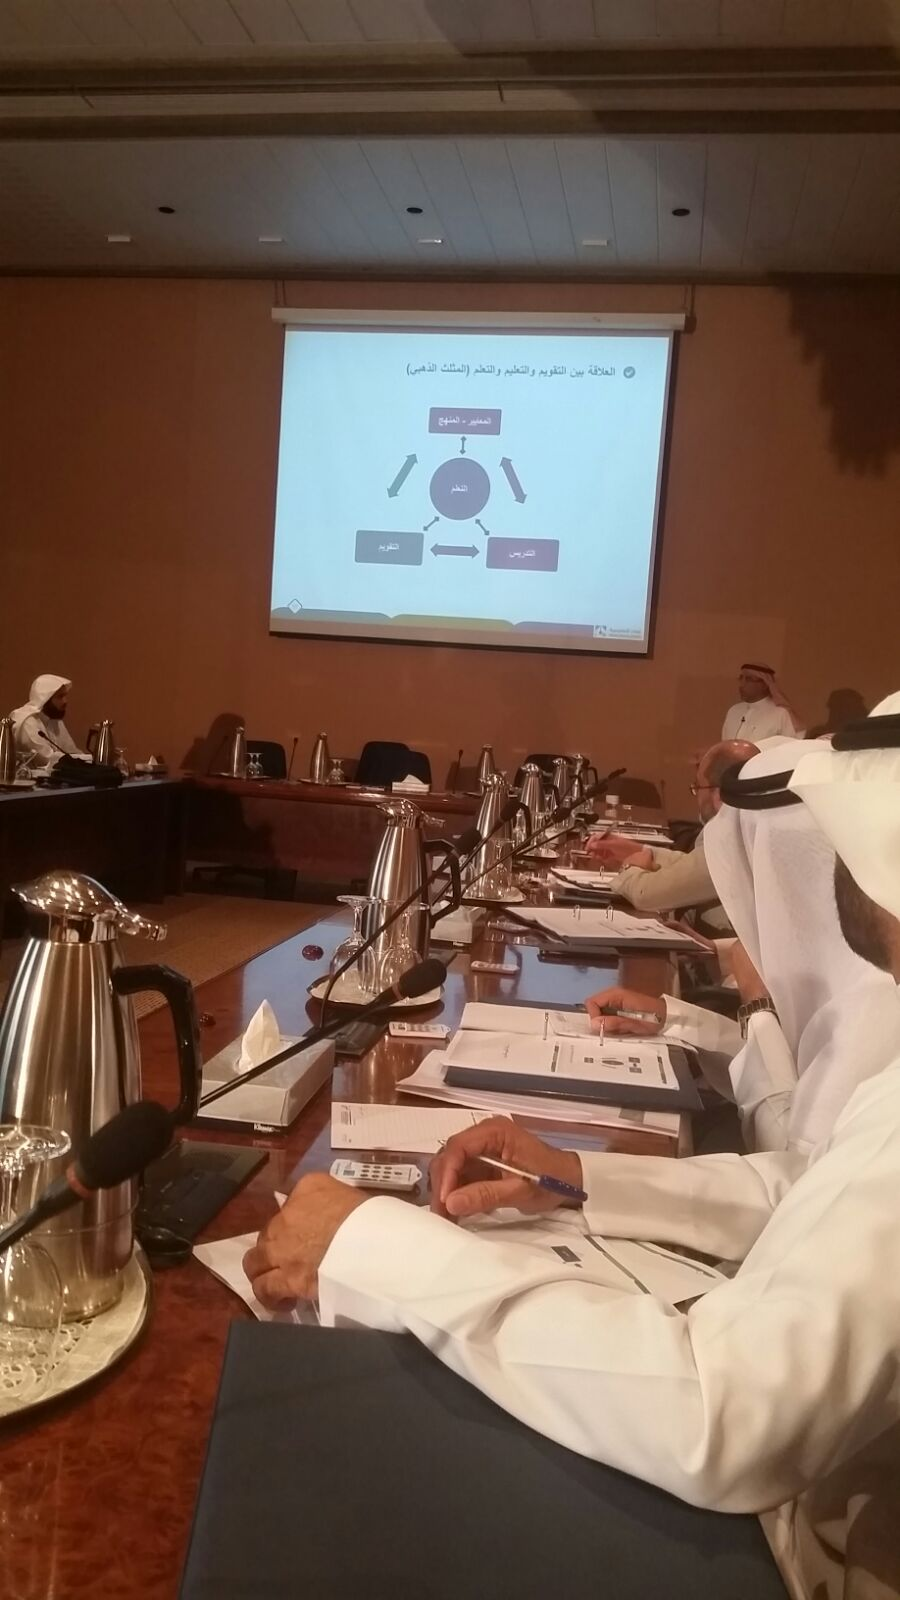 العلاقة بين التقويم والتعليم والتعلم (المثلث الذهبي)
المعايير - المنهج
التعلم
التقويم
التدريس